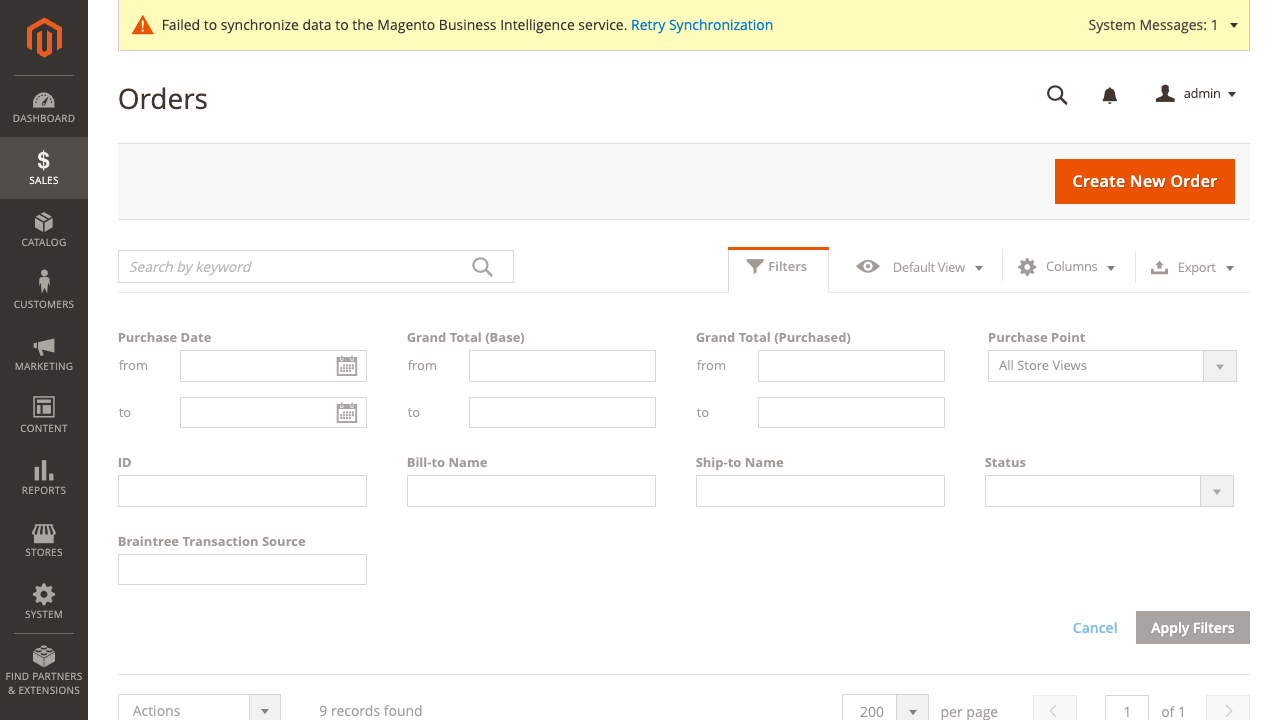 Failed to synchronize data to the Magento Business Intelligence service. Retry Synchronization
System Messages: 1
Orders
admin
DASHBOARD
SALES
CATALOG
CUSTOMERS
MARKETING
CONTENT
REPORTS
STORES
SYSTEM
FIND PARTNERS
& EXTENSIONS
Create New Order
Search by keyword
Filters
Default View
Columns
Export
Purchase Date
from
to
Grand Total (Base)
from
to
Grand Total (Purchased)
from
to
Purchase Point
All Store Views
ID
Bill-to Name
Ship-to Name
Status
Braintree Transaction Source
Cancel
Apply Filters
Actions
9 records found
200
per page
1
of 1